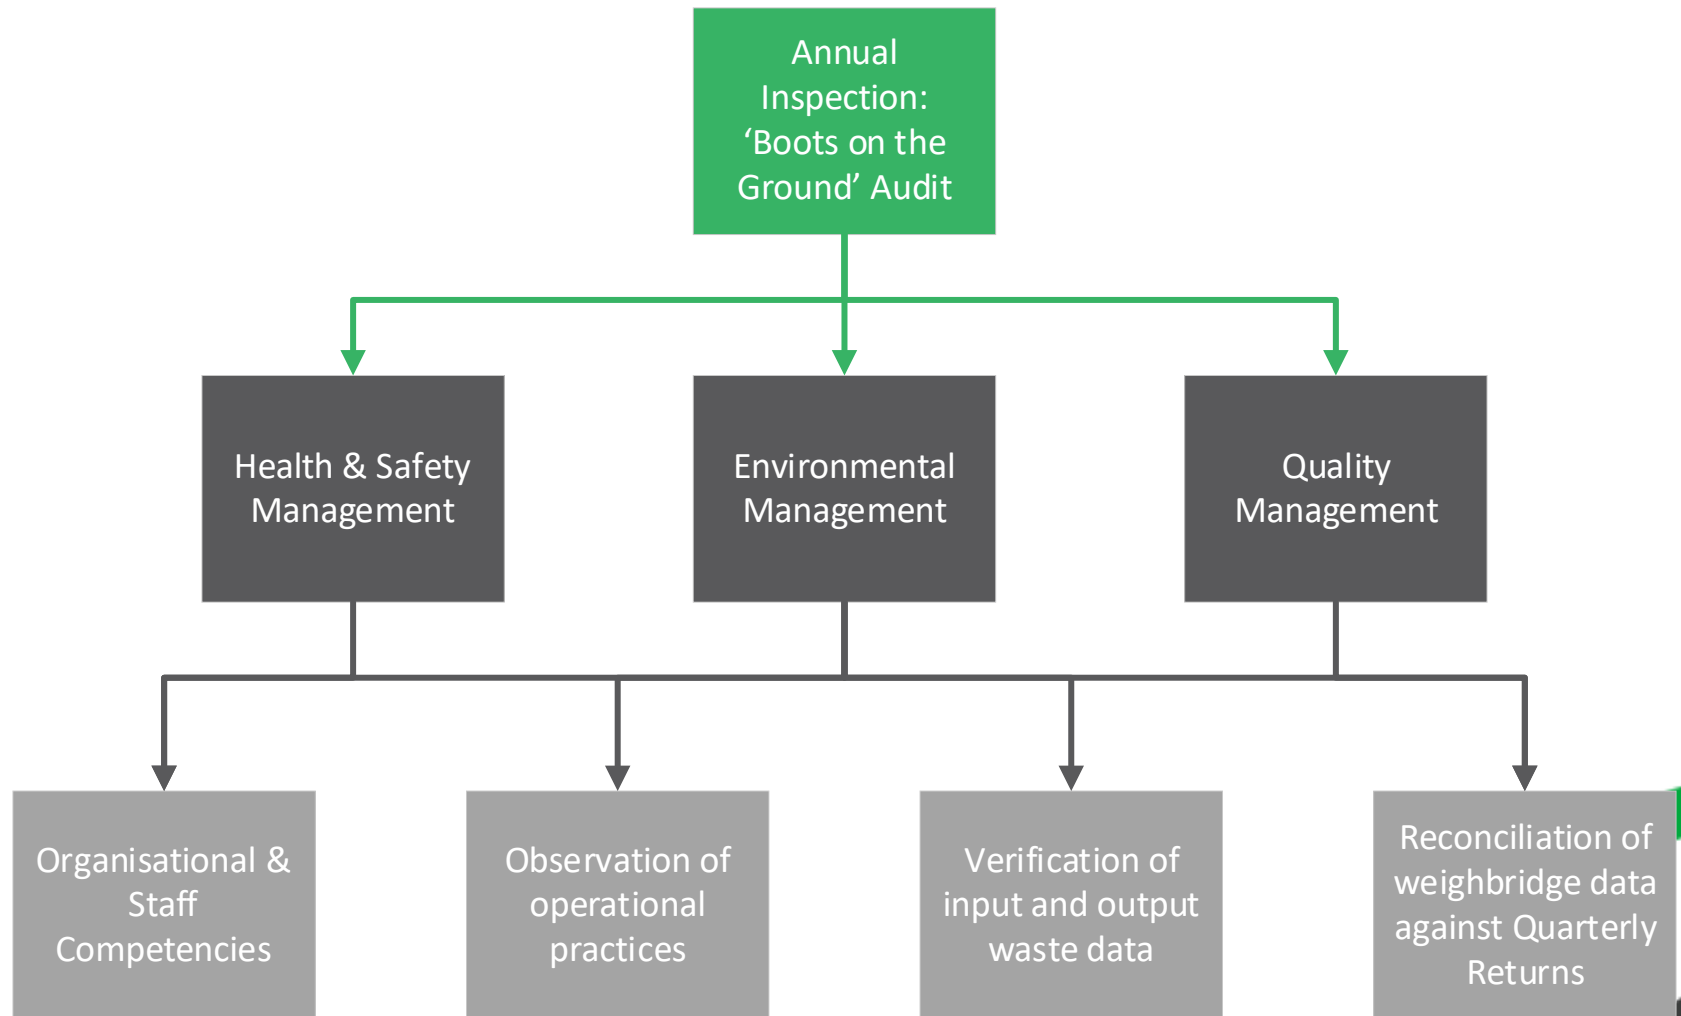 Annual
Inspection:
‘Boots on the
Ground’ Audit
Health & Safety
Management
Environmental
Management
Quality
Management
Organisational &
Staff
Competencies
Observation of
operational
practices
Verification of
input and output
waste data
Reconciliation of
weighbridge data
against Quarterly
Returns